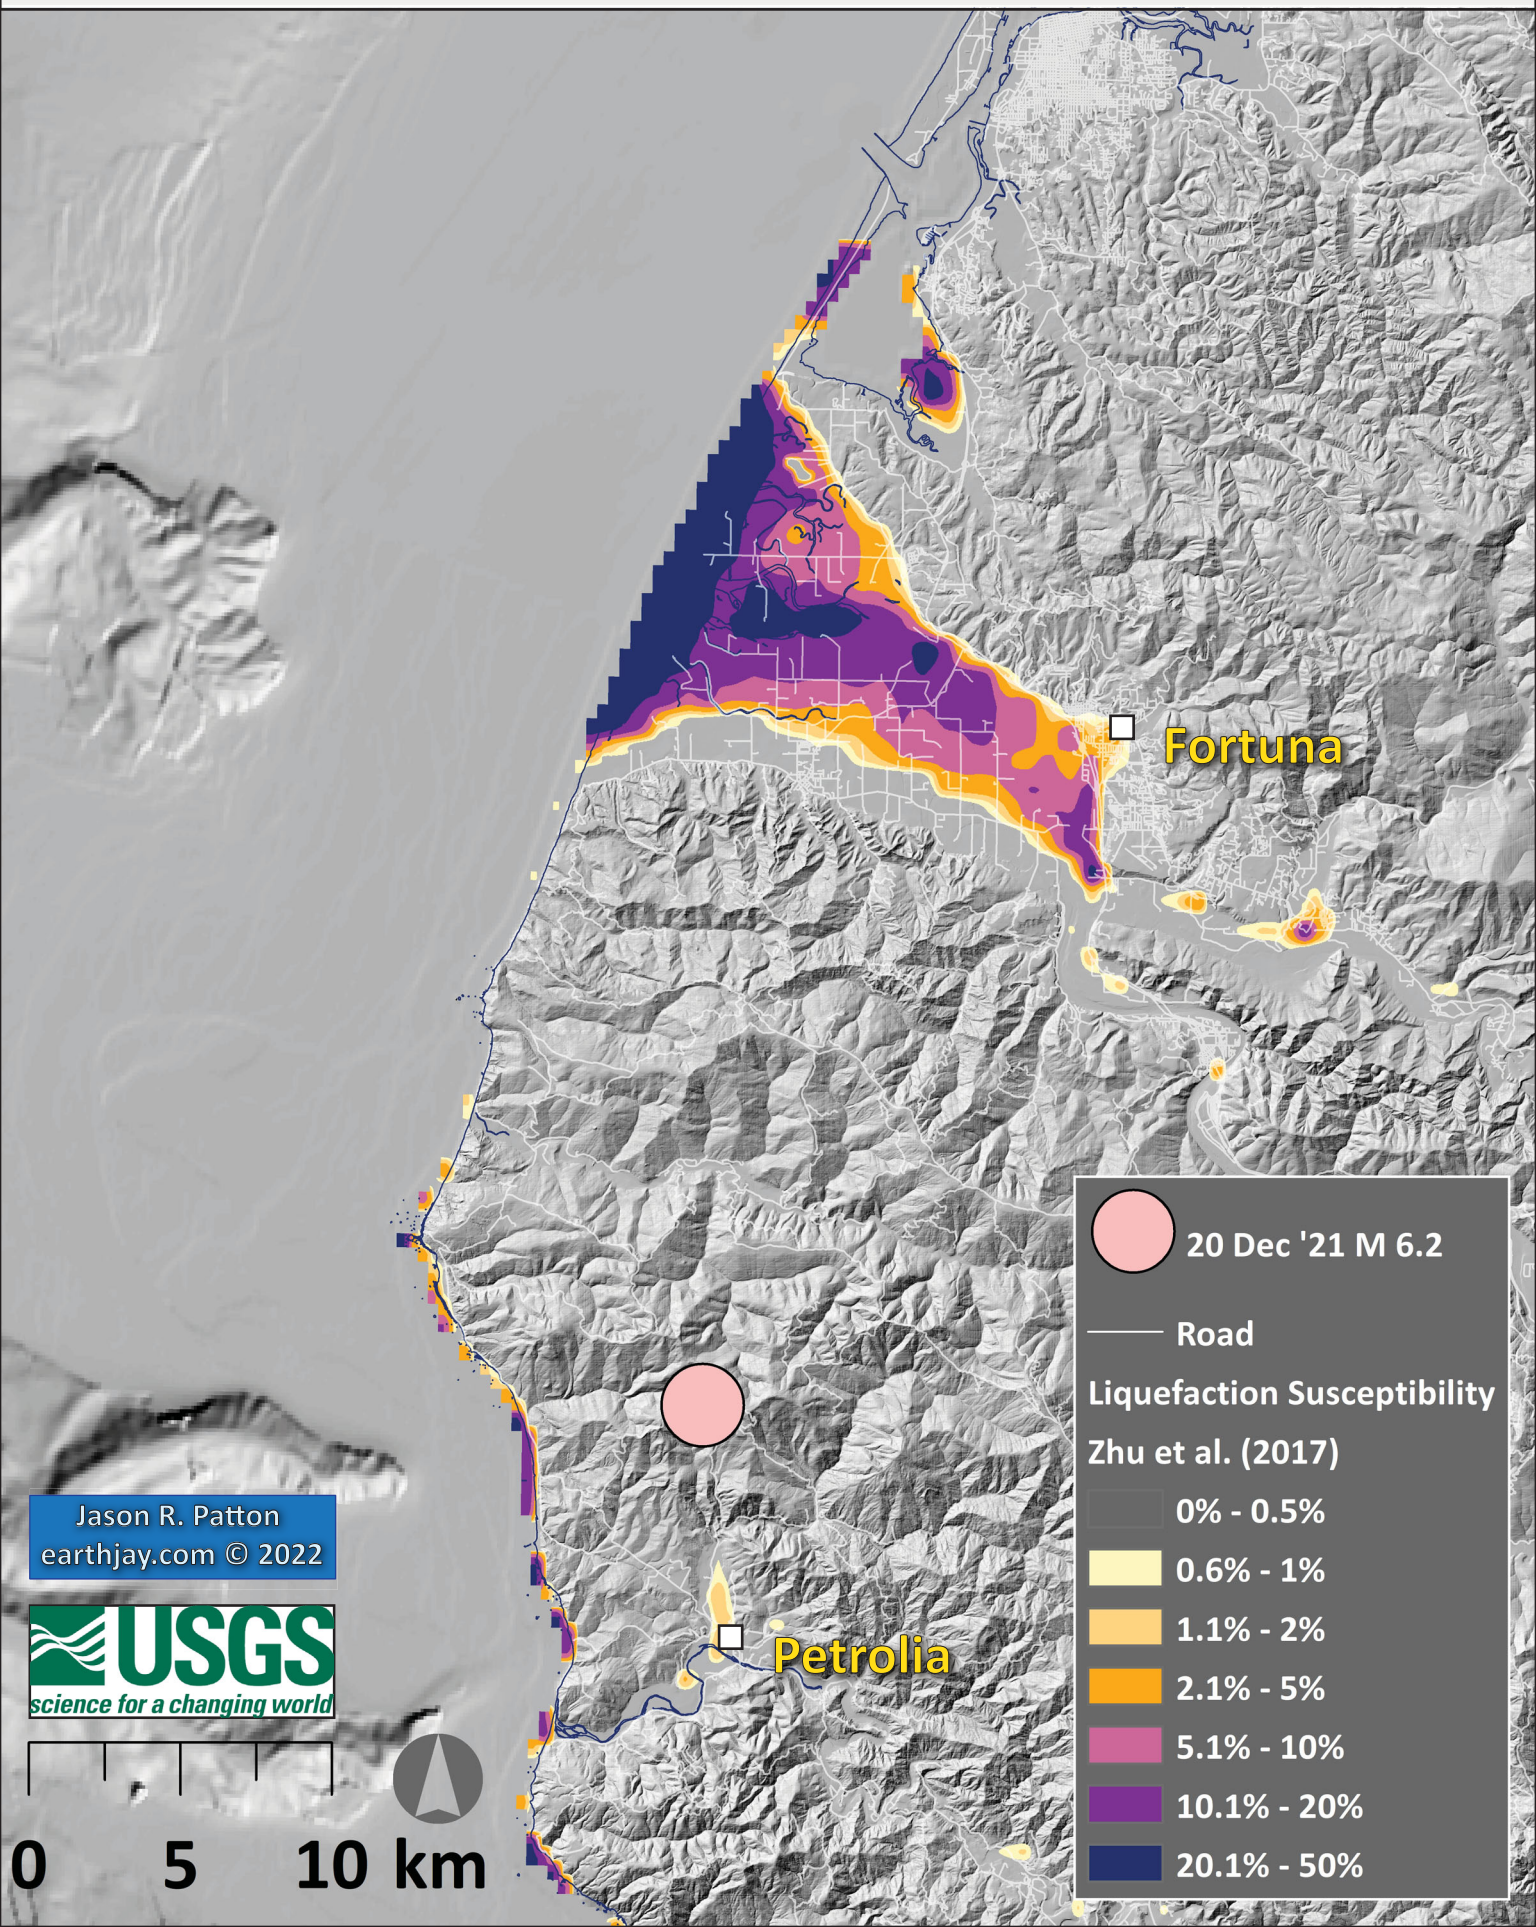 Fortuna
20 Dec '21 M 6.2
Road
Liquefaction Susceptibility
Zhu et al. (2017)
0% - 0.5%
0.6% - 1%
1.1% - 2%
2.1% - 5%
5.1% - 10%
10.1% - 20%
20.1% - 50%
Petrolia
Jason R. Patton
earthjay.com © 2022
USGS
science for a changing world
0 5 10 km